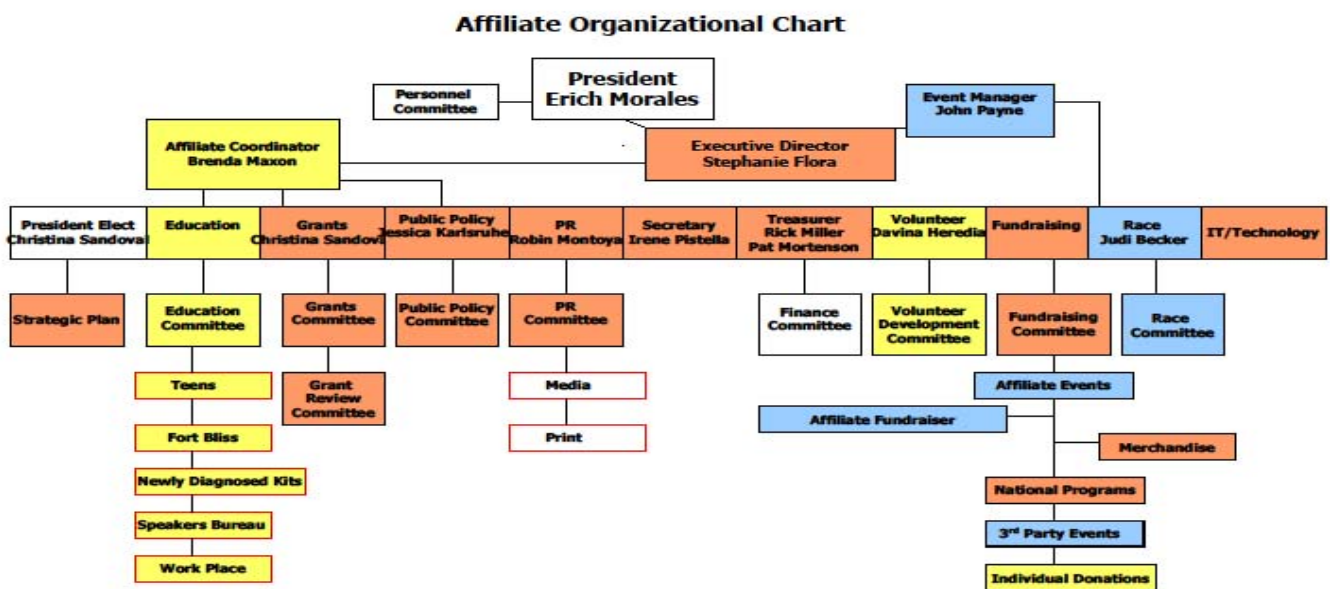 Affiliate Organizational Chart
President
Erich Morales
Personnel
Committee
Event Manager
John Payne
Affiliate Coordinator
Brenda Maxon
Executive Director
Stephanie Flora
President Elect
Christina Sandoval
Education
Grants
Christina Sandovl
Public Policy
Jessica Karlsruhe
PR
Robin Montoya
Secretary
Irene Pistella
Treasurer
Rick Miller
Pat Mortenson
Volunteer
Davina Heredia
Fundraising
Race
Judi Becker
IT/Technology
Strategic Plan
Education
Committee
Grants
Committee
Public Policy
Committee
PR
Committee
Finance
Committee
Volunteer
Development
Committee
Fundraising
Committee
Race
Committee
Teens
Grant
Review
Committee
Media
Affiliate Events
Affiliate Fundraiser
Fort Bliss
Print
Merchandise
Newly Diagnosed Kits
National Programs
Speakers Bureau
3rd Party Events
Work Place
Individual Donations